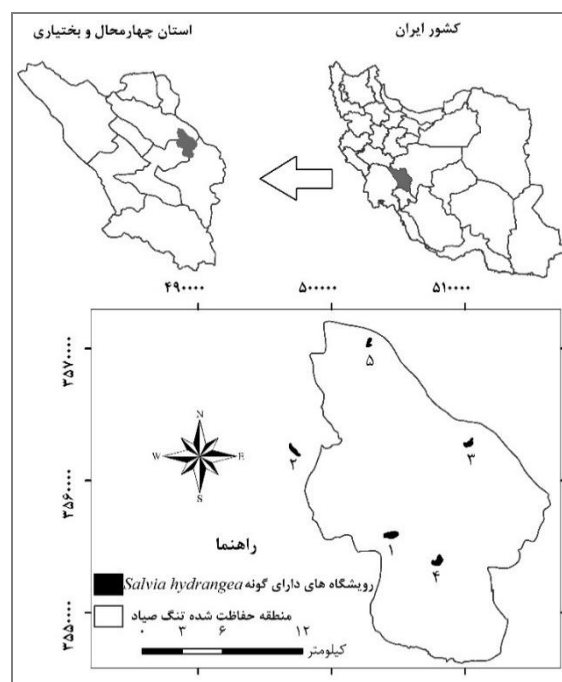 کشور ایران
استان چهارمحال و بختیاری
۴۹۰۰۰۰ ۵۰۰۰۰۰ ۵۱۰۰۰۰
۳۵۷۰۰۰۰
۵
N
W E
S
۲
۳
۳۵۶۰۰۰۰
۱
۴
راهنما
رویشگاه های دارای گونه Salvia hydrangea
منطقه حفاظت شده تنگ صیاد
۳۵۵۰۰۰۰
۰ ۳ ۶ ۱۲
کیلومتر